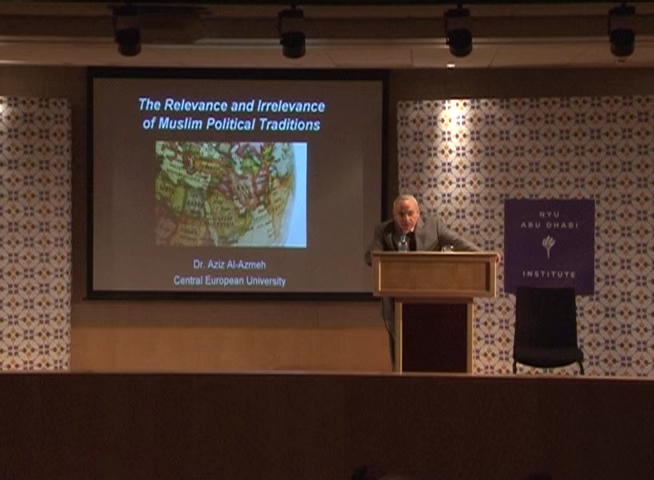 The Relevance and Irrelevance
of Muslim Political Traditions
Dr. Aziz Al-Azmeh
Central European University
NYU
ABU DHABI
INSTITUTE